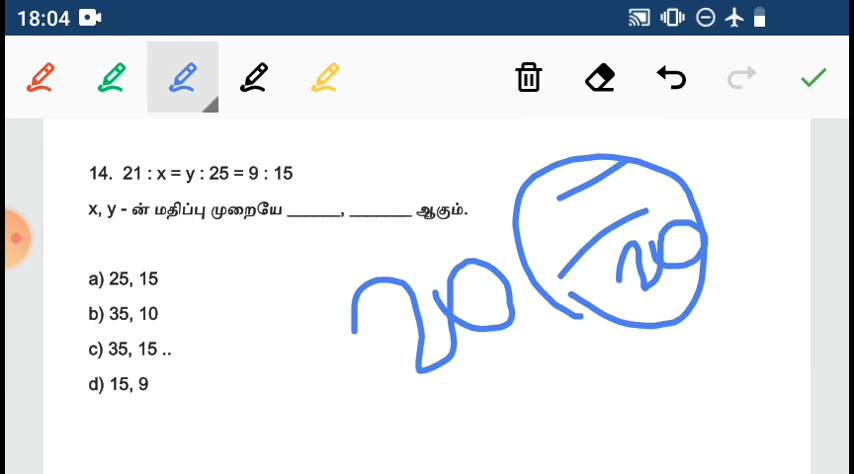 18:04
14. 21 : x = y : 25 = 9 : 15
x, y - ன் மதிப்பு முறையே ______, ______ ஆகும்.
a) 25, 15
b) 35, 10
c) 35, 15 ..
d) 15, 9